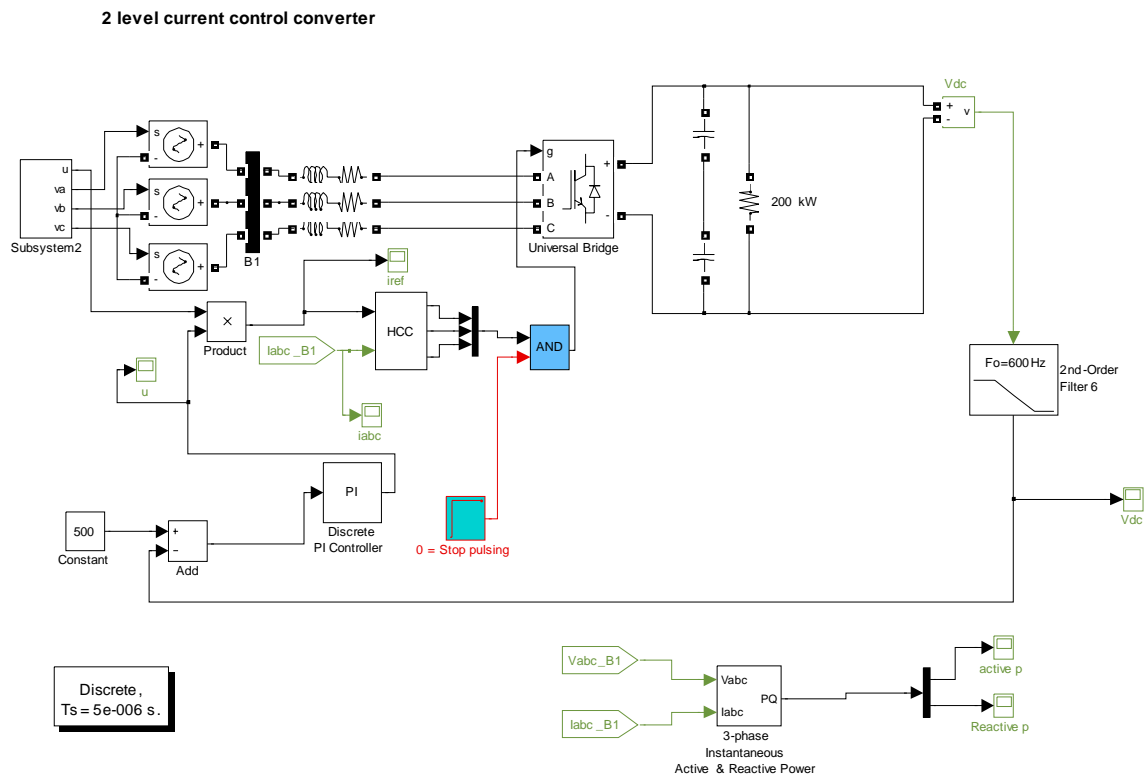 2 level current control converter
Vdc
+
-
v
s
+
-
u
va
vb
vc
Subsystem2
s
+
-
s
+
-
B1
g
A
B
C
+
-
Universal Bridge
200 kW
iref
×
Product
HCC
Iabc _B1
AND
u
iabc
Fo=600Hz
2nd-Order
Filter 6
PI
Discrete
PI Controller
500
Constant
+
−
Add
0 = Stop pulsing
Vdc
Discrete,
Ts = 5e-006 s.
Vabc_B1
Iabc _B1
Vabc
Iabc
PQ
3-phase
Instantaneous
Active & Reactive Power
active p
Reactive p